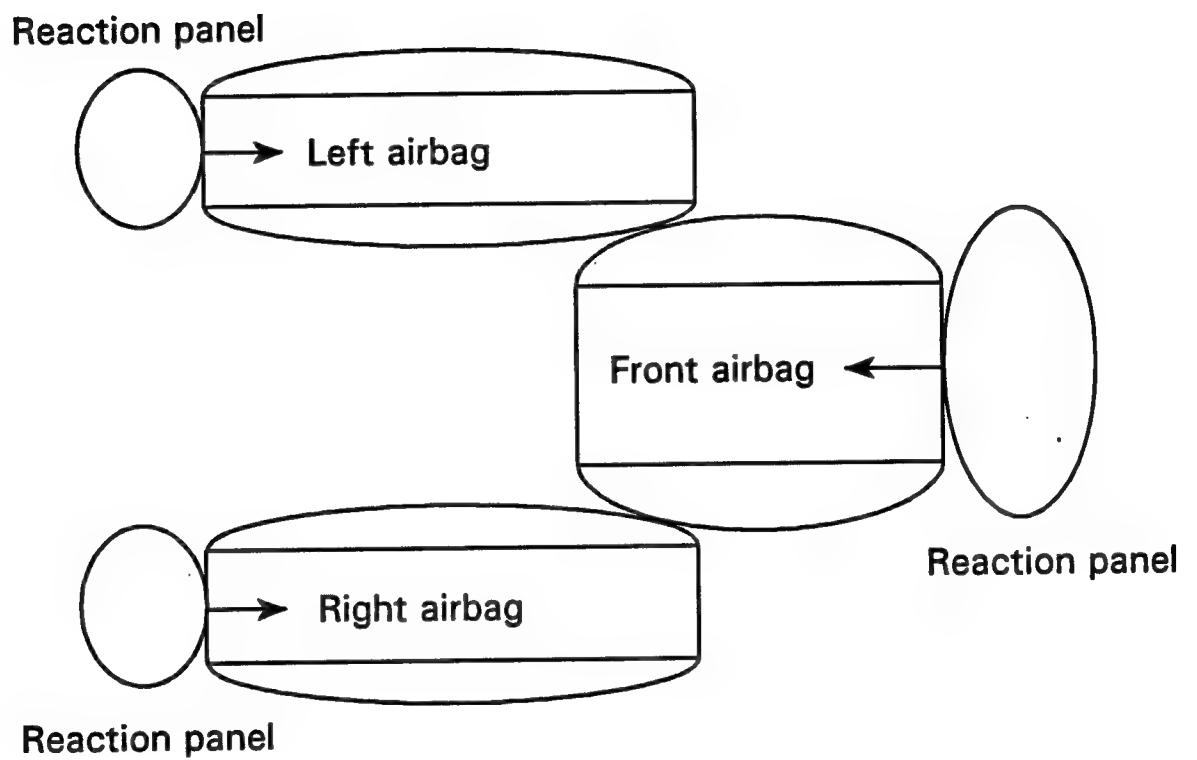 Reaction panel
Left airbag
Front airbag
Reaction panel
Right airbag
Reaction panel